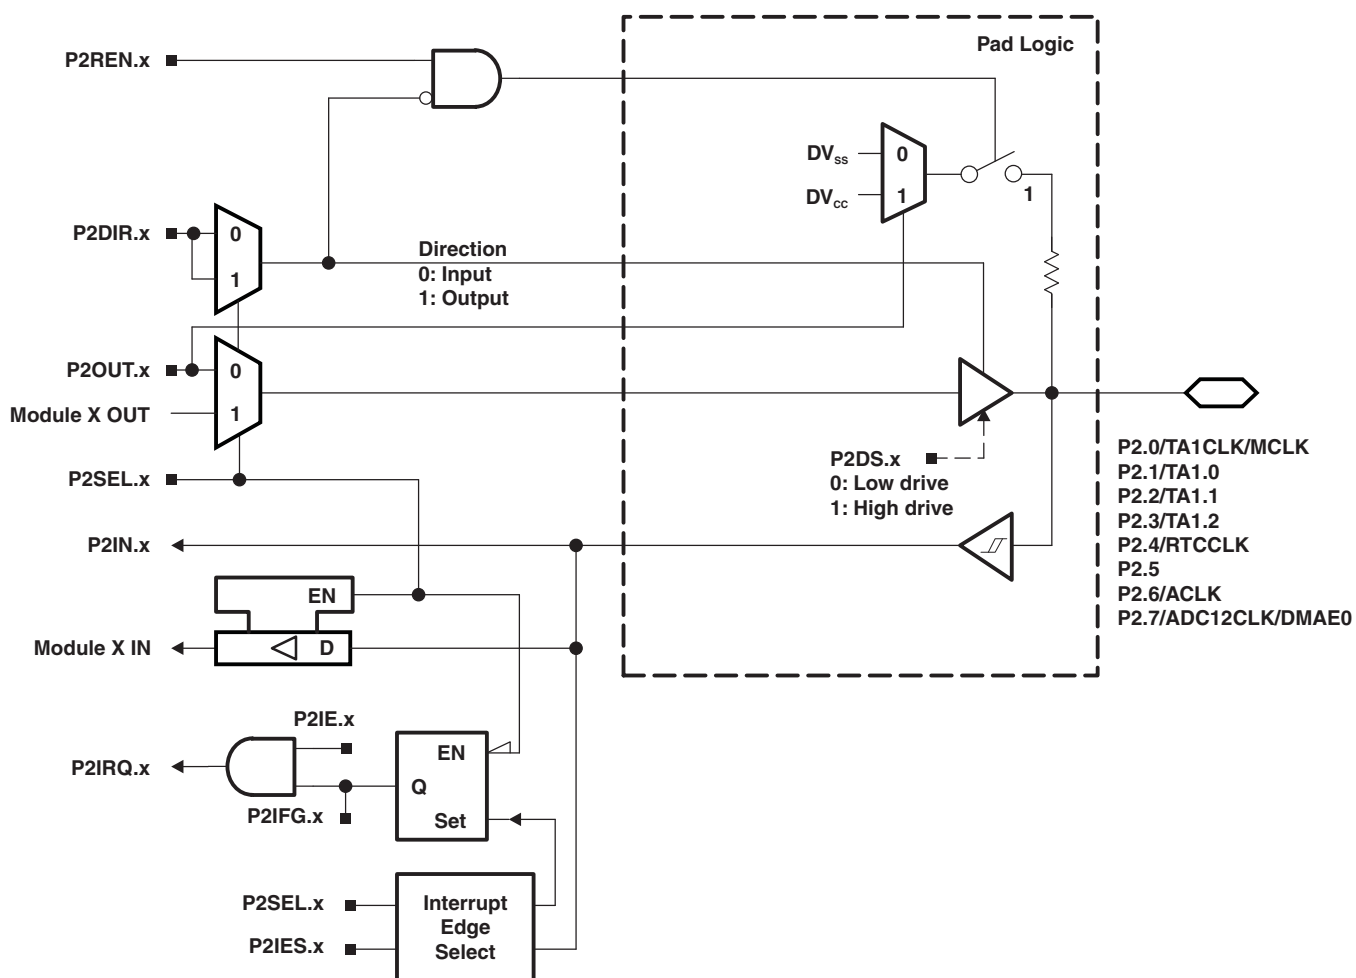 Pad Logic
P2REN.x
DVSS
0
DVCC
1
1
P2DIR.x
0
1
Direction
0: Input
1: Output
P2OUT.x
0
Module X OUT
1
P2DS.x
0: Low drive
1: High drive
P2SEL.x
P2IN.x
P2.0/TA1CLK/MCLK
P2.1/TA1.0
P2.2/TA1.1
P2.3/TA1.2
P2.4/RTCCLK
P2.5
P2.6/ACLK
P2.7/ADC12CLK/DMAE0
EN
Module X IN
D
P2IE.x
EN
P2IRQ.x
Q
P2IFG.x
Set
P2SEL.x
P2IES.x
Interrupt
Edge
Select